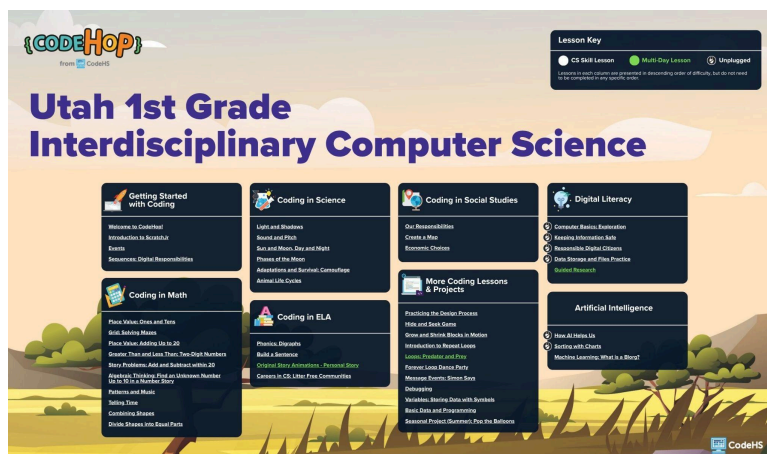 {CODEHOP}
from CodeHS
Lesson Key
CS Skill Lesson
Multi-Day Lesson
Unplugged
Lessons in each column are presented in descending order of difficulty, but do not need
to be completed in any specific order.
Utah 1st Grade
Interdisciplinary Computer Science
Getting Started
with Coding
Welcome to CodeHop!
Introduction to ScratchJr
Events
Sequences: Digital Responsibilities
Coding in Math
Place Value: Ones and Tens
Grid: Solving Mazes
Place Value: Adding Up to 20
Greater Than and Less Than: Two-Digit Numbers
Story Problems: Add and Subtract within 20
Algebraic Thinking: Find an Unknown Number
Up to 10 in a Number Story
Patterns and Music
Telling Time
Combining Shapes
Divide Shapes into Equal Parts
Coding in Science
Light and Shadows
Sound and Pitch
Sun and Moon, Day and Night
Phases of the Moon
Adaptations and Survival: Camouflage
Animal Life Cycles
Coding in ELA
Phonics: Digraphs
Build a Sentence
Original Story Animations - Personal Story
Careers in CS: Litter Free Communities
Coding in Social Studies
Our Responsibilities
Create a Map
Economic Choices
More Coding Lessons
& Projects
Practicing the Design Process
Hide and Seek Game
Grow and Shrink Blocks in Motion
Introduction to Repeat Loops
Loops: Predator and Prey
Forever Loop Dance Party
Message Events: Simon Says
Debugging
Variables: Storing Data with Symbols
Basic Data and Programming
Seasonal Project (Summer): Pop the Balloons
Digital Literacy
Computer Basics: Exploration
Keeping Information Safe
Responsible Digital Citizens
Data Storage and Files Practice
Guided Research
Artificial Intelligence
How AI Helps Us
Sorting with Charts
Machine Learning: What is a Blorg?
CodeHS